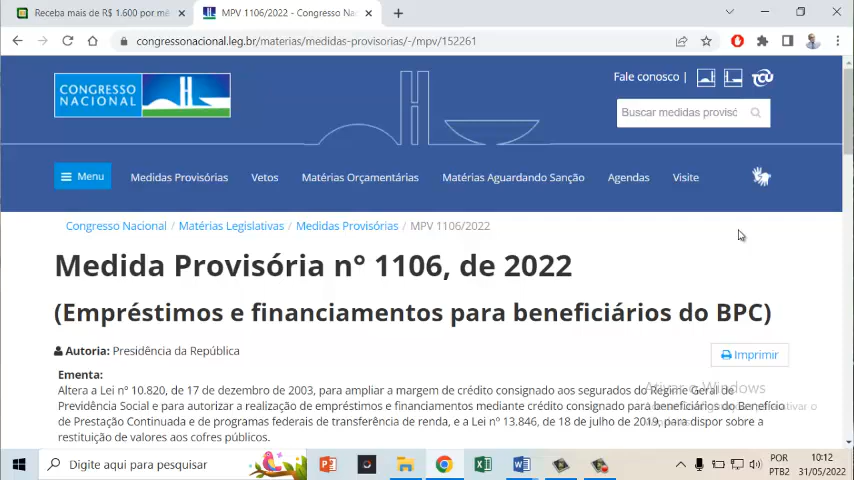 Receba mais de R$ 1.600 por mê
MPV 1106/2022 - Congresso Na
congressonacional.leg.br/materias/medidas-provisorias/-/mpv/152261
CONGRESSO
NACIONAL
Fale conosco |
TCU
Buscar medidas provisó
Menu
Medidas Provisórias
Vetos
Matérias Orçamentárias
Matérias Aguardando Sanção
Agendas
Visite
Congresso Nacional / Matérias Legislativas / Medidas Provisórias / MPV 1106/2022
Medida Provisória n° 1106, de 2022
(Empréstimos e financiamentos para beneficiários do BPC)
Autoria: Presidência da República
Imprimir
Ementa:
Altera a Lei nº 10.820, de 17 de dezembro de 2003, para ampliar a margem de crédito consignado aos segurados do Regime Geral de
Previdência Social e para autorizar a realização de empréstimos e financiamentos mediante crédito consignado para beneficiários do Benefício
de Prestação Continuada e de programas federais de transferência de renda, e a Lei nº 13.846, de 18 de julho de 2019, para dispor sobre a
restituição de valores aos cofres públicos.
Ativar o Windows
Digite aqui para pesquisar
POR
PTB2
10:12
31/05/2022